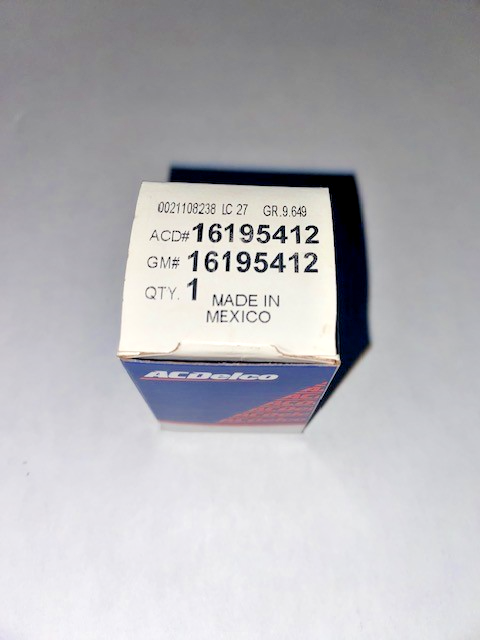 0021108238 LC 27 GR.9.649
ACD# 16195412
GM# 16195412
QTY. 1 MADE IN
MEXICO
ACDelco